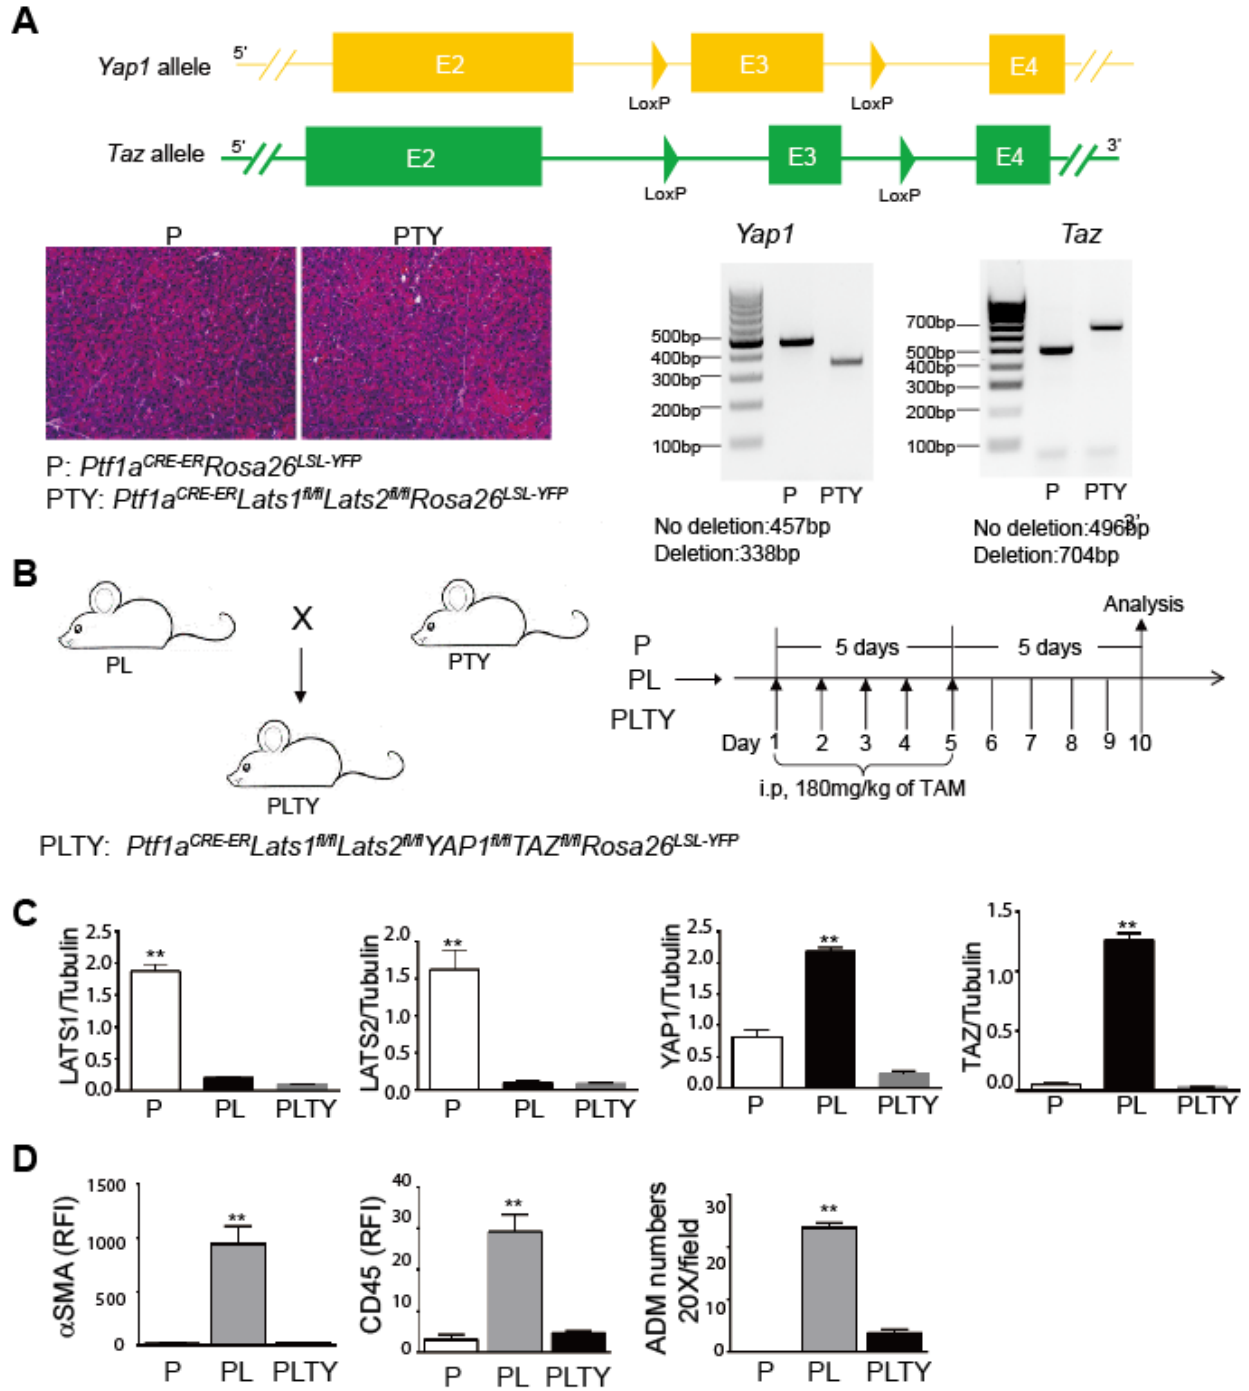 A
Yap1 allele
5'
E2
E3
E4
LoxP
LoxP
Taz allele
5'
E2
E3
E4
3'
LoxP
LoxP
P
PTY
Yap1
Taz
500bp
400bp
300bp
200bp
100bp
P PTY
700bp
500bp
400bp
300bp
200bp
100bp
P PTY
P: Ptf1aCRE-ERRosa26LSL-YFP
PTY: Ptf1aCRE-ERLats1fl/flLats2fl/flRosa26LSL-YFP
No deletion:457bp
Deletion:338bp
3'
No deletion:496bp
Deletion:704bp
B
PL
X
PTY
PLTY
P
PL
PLTY
Analysis
5 days
5 days
Day 1 2 3 4 5 6 7 8 9 10
i.p, 180mg/kg of TAM
PLTY: Ptf1aCRE-ERLats1fl/flLats2fl/flYAP1fl/flTAZfl/flRosa26LSL-YFP
C
LATS1/Tubulin
2.5
2.0
1.5
1.0
0.5
0.0
**
P PL PLTY
LATS2/Tubulin
2.0
1.5
1.0
0.5
0.0
**
P PL PLTY
YAP1/Tubulin
2.5
2.0
1.5
1.0
0.5
0.0
**
P PL PLTY
TAZ/Tubulin
1.5
1.0
0.5
0.0
**
P PL PLTY
D
αSMA (RFI)
1500
1000
500
0
**
P PL PLTY
CD45 (RFI)
40
30
20
10
0
**
P PL PLTY
ADM numbers
20X/field
30
20
10
0
**
P PL PLTY